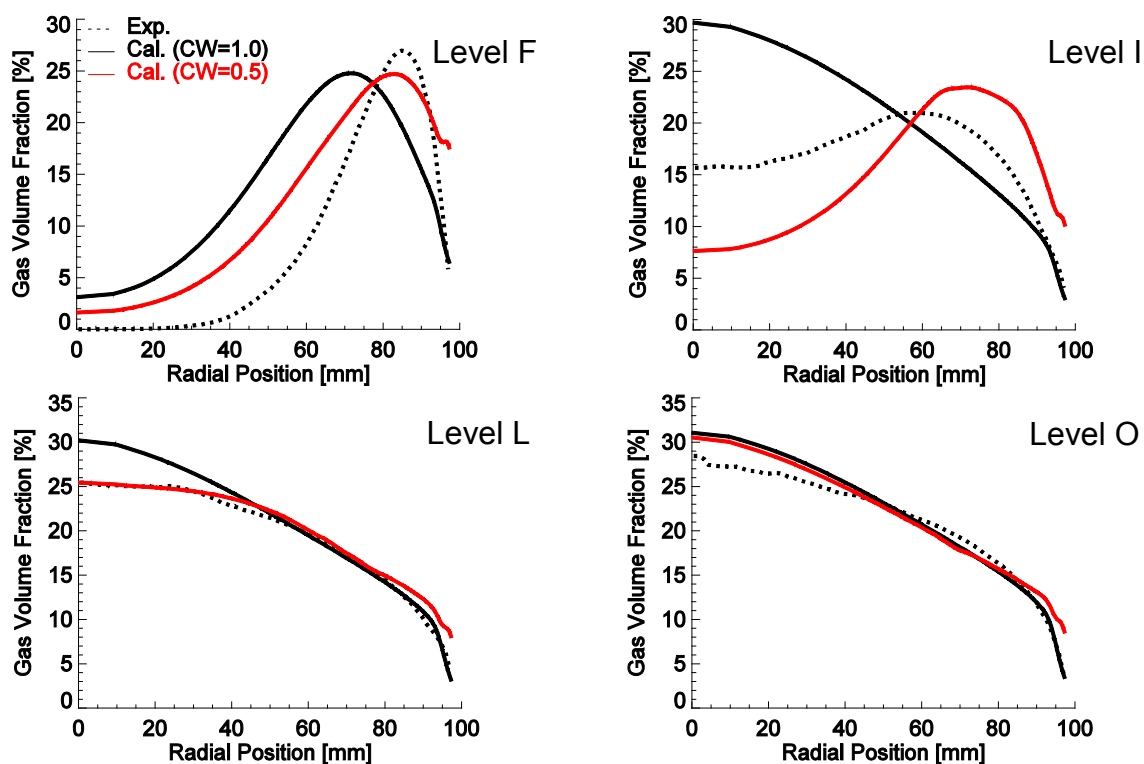 30
25
20
15
10
5
0
Gas Volume Fraction [%]
Exp.
Cal. (CW=1.0)
Cal. (CW=0.5)
Level F
0 20 40 60 80 100
Radial Position [mm]
30
25
20
15
10
5
0
Gas Volume Fraction [%]
Level I
0 20 40 60 80 100
Radial Position [mm]
35
30
25
20
15
10
5
0
Gas Volume Fraction [%]
Level L
0 20 40 60 80 100
Radial Position [mm]
35
30
25
20
15
10
5
0
Gas Volume Fraction [%]
Level O
0 20 40 60 80 100
Radial Position [mm]